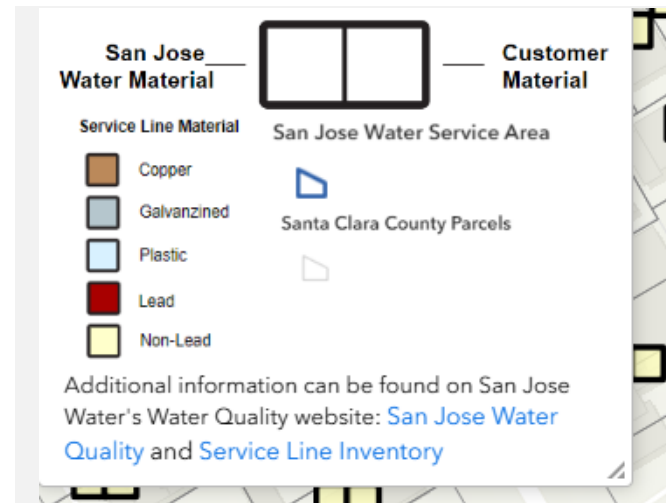 San Jose
Water Material
Customer
Material
Service Line Material
San Jose Water Service Area
Copper
Galvanzined
Santa Clara County Parcels
Plastic
Lead
Non-Lead
Additional information can be found on San Jose
Water's Water Quality website: San Jose Water
Quality and Service Line Inventory